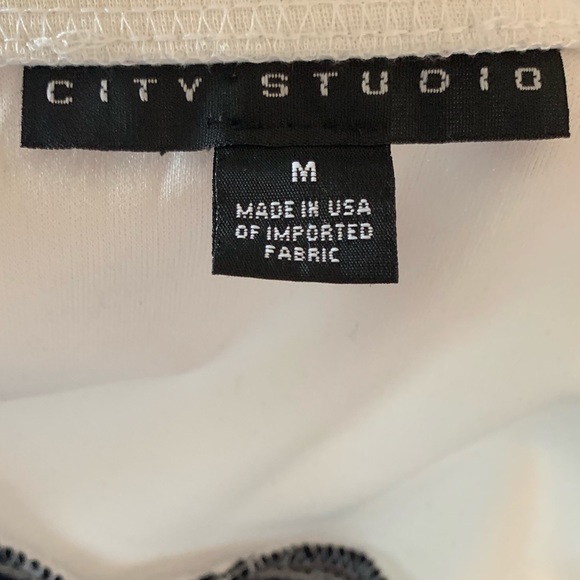 CITY STUDIO
M
MADE IN USA
OF IMPORTED
FABRIC